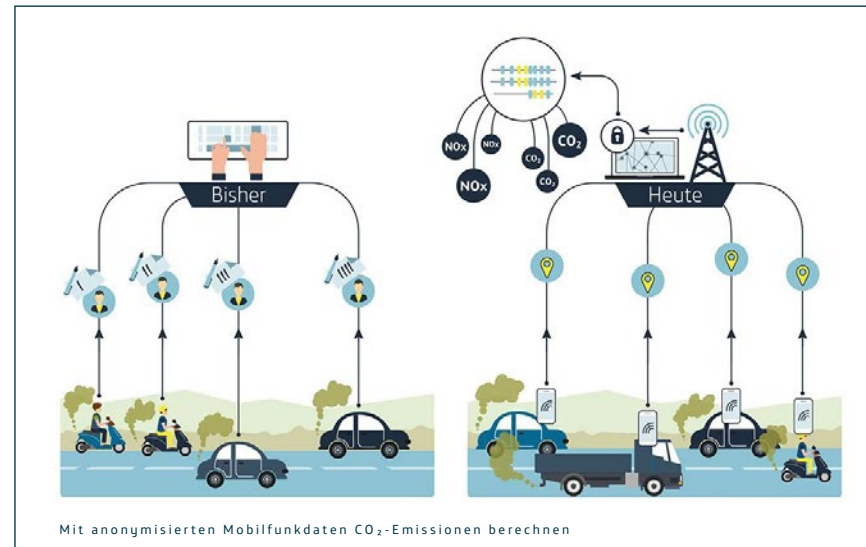 Bisher
NOx
NOx
NOx
CO₂
CO₂
CO₂
Heute
Mit anonymisierten Mobilfunkdaten CO₂-Emissionen berechnen